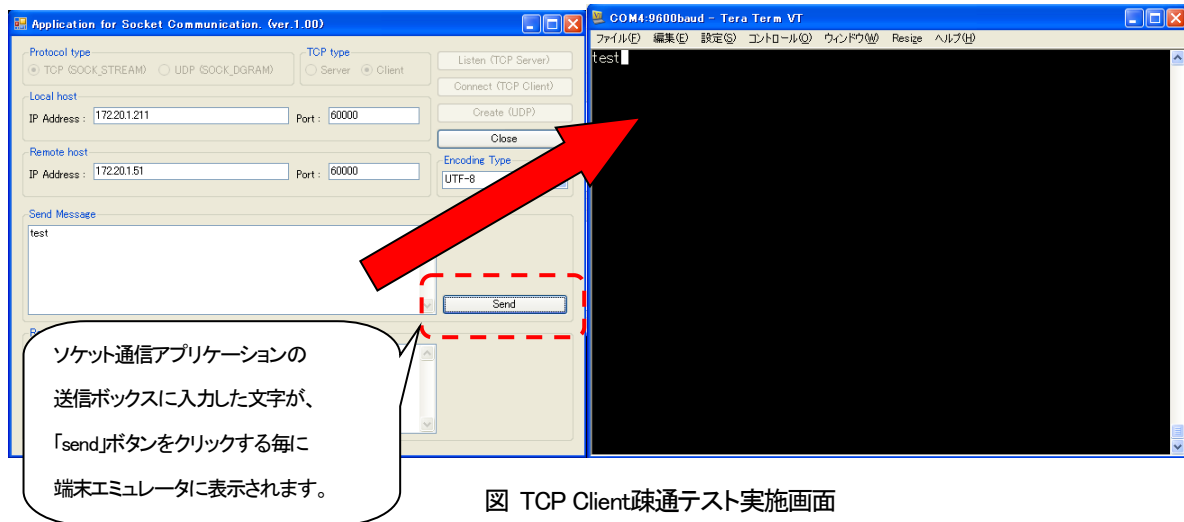 Application for Socket Communication. (ver.1.00)
Protocol type
TCP (SOCK_STREAM) UDP (SOCK_DGRAM)
TCP type
Server Client
Listen (TCP Server)
Connect (TCP Client)
Create (UDP)
Close
Local host
IP Address : 172.20.1.211 Port : 60000
Remote host
IP Address : 172.20.1.51 Port : 60000
Encoding Type
UTF-8
Send Message
test
Send
ソケット通信アプリケーションの
送信ボックスに入力した文字が、
「send」ボタンをクリックする毎に
端末エミュレータに表示されます。
COM4:9600baud - Tera Term VT
ファイル(F) 編集(E) 設定(S) コントロール(O) ウィンドウ(W) Resize ヘルプ(H)
test
図 TCP Client疎通テスト実施画面